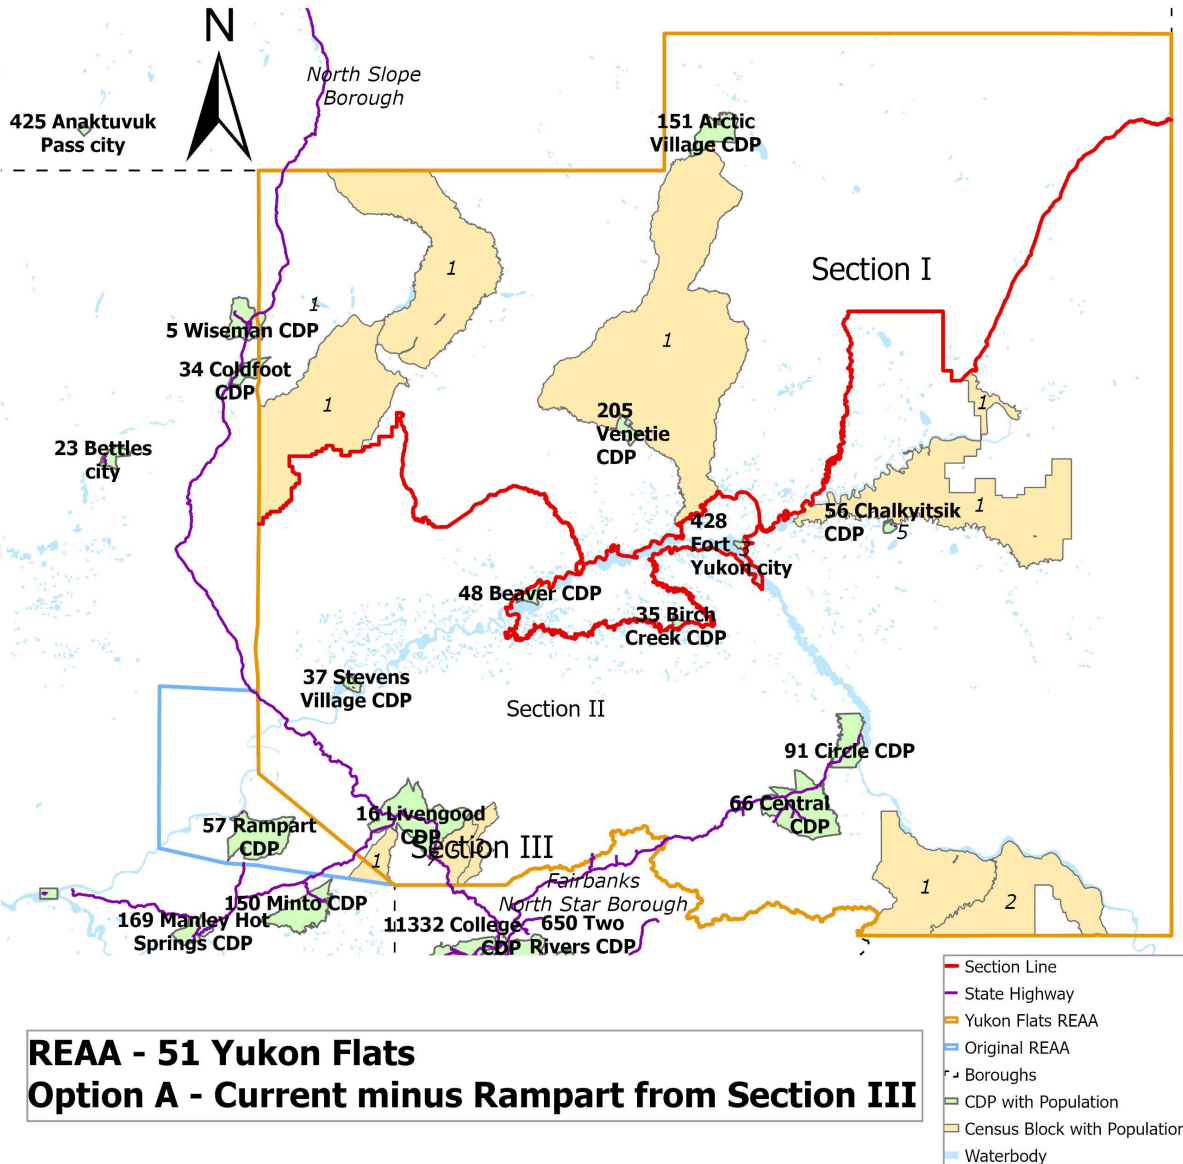 N
North Slope
Borough
425 Anaktuvuk
Pass city
151 Arctic
Village CDP
Section I
1
1
5 Wiseman CDP
1
34 Coldfoot
CDP
1
1
205
Venetie
CDP
23 Bettles
city
428
Fort
Yukon city
3
56 Chalkyitsik
CDP
1
5
48 Beaver CDP
35 Birch
Creek CDP
37 Stevens
Village CDP
Section II
91 Circle CDP
66 Central
CDP
16 Livengood
CDP
57 Rampart
CDP
Section III
1
Fairbanks
North Star Borough
1
2
150 Minto CDP
169 Manley Hot
Springs CDP
11332 College
CDP
650 Two
Rivers CDP
Section Line
State Highway
Yukon Flats REAA
Original REAA
Boroughs
CDP with Population
Census Block with Population
Waterbody
REAA - 51 Yukon Flats
Option A - Current minus Rampart from Section III